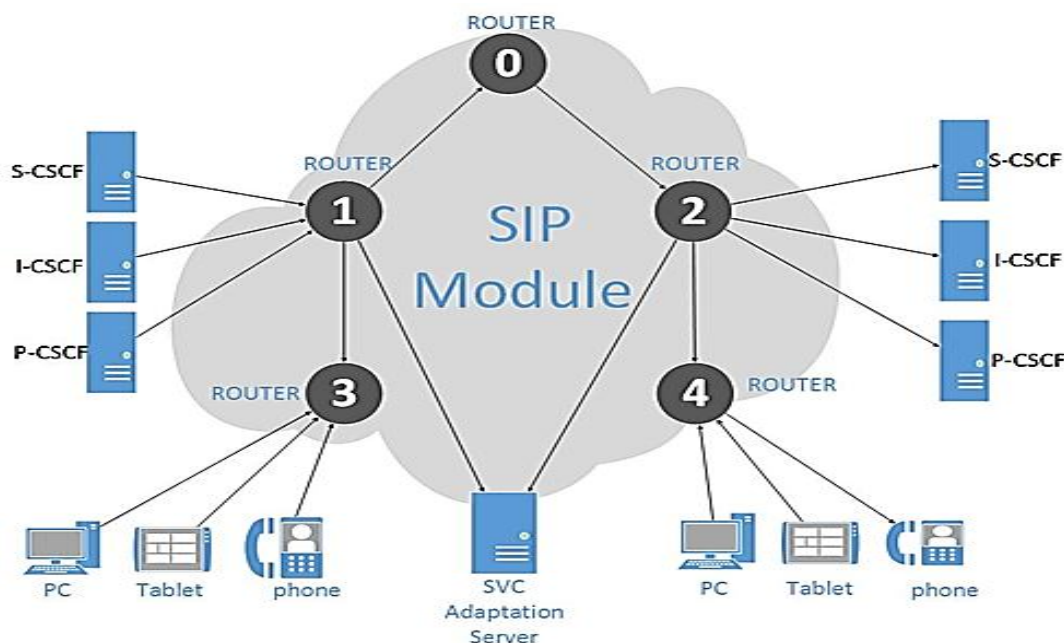 ROUTER
0
S-CSCF
ROUTER
1
ROUTER
2
S-CSCF
SIP
Module
I-CSCF
I-CSCF
P-CSCF
P-CSCF
ROUTER
3
4
ROUTER
PC
Tablet
phone
SVC
Adaptation
Server
PC
Tablet
phone